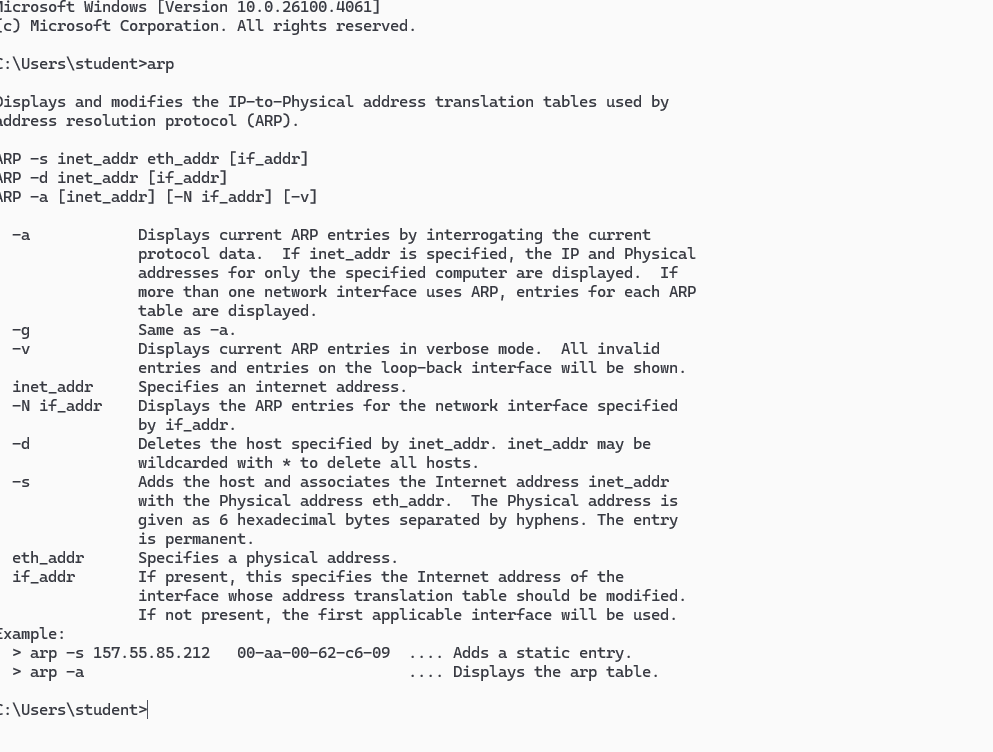 Microsoft Windows [Version 10.0.26100.4061]
(c) Microsoft Corporation. All rights reserved.
C:\Users\student>arp
Displays and modifies the IP-to-Physical address translation tables used by
address resolution protocol (ARP).
ARP -s inet_addr eth_addr [if_addr]
ARP -d inet_addr [if_addr]
ARP -a [inet_addr] [-N if_addr] [-v]
  -a            Displays current ARP entries by interrogating the current
                protocol data.  If inet_addr is specified, the IP and Physical
                addresses for only the specified computer are displayed.  If
                more than one network interface uses ARP, entries for each ARP
                table are displayed.
  -g            Same as -a.
  -v            Displays current ARP entries in verbose mode.  All invalid
                entries and entries on the loop-back interface will be shown.
  inet_addr     Specifies an internet address.
  -N if_addr    Displays the ARP entries for the network interface specified
                by if_addr.
  -d            Deletes the host specified by inet_addr. inet_addr may be
                wildcarded with * to delete all hosts.
  -s            Adds the host and associates the Internet address inet_addr
                with the Physical address eth_addr.  The Physical address is
                given as 6 hexadecimal bytes separated by hyphens. The entry
                is permanent.
  eth_addr      Specifies a physical address.
  if_addr       If present, this specifies the Internet address of the
                interface whose address translation table should be modified.
                If not present, the first applicable interface will be used.
Example:
  > arp -s 157.55.85.212   00-aa-00-62-c6-09  .... Adds a static entry.
  > arp -a                                    .... Displays the arp table.
C:\Users\student>